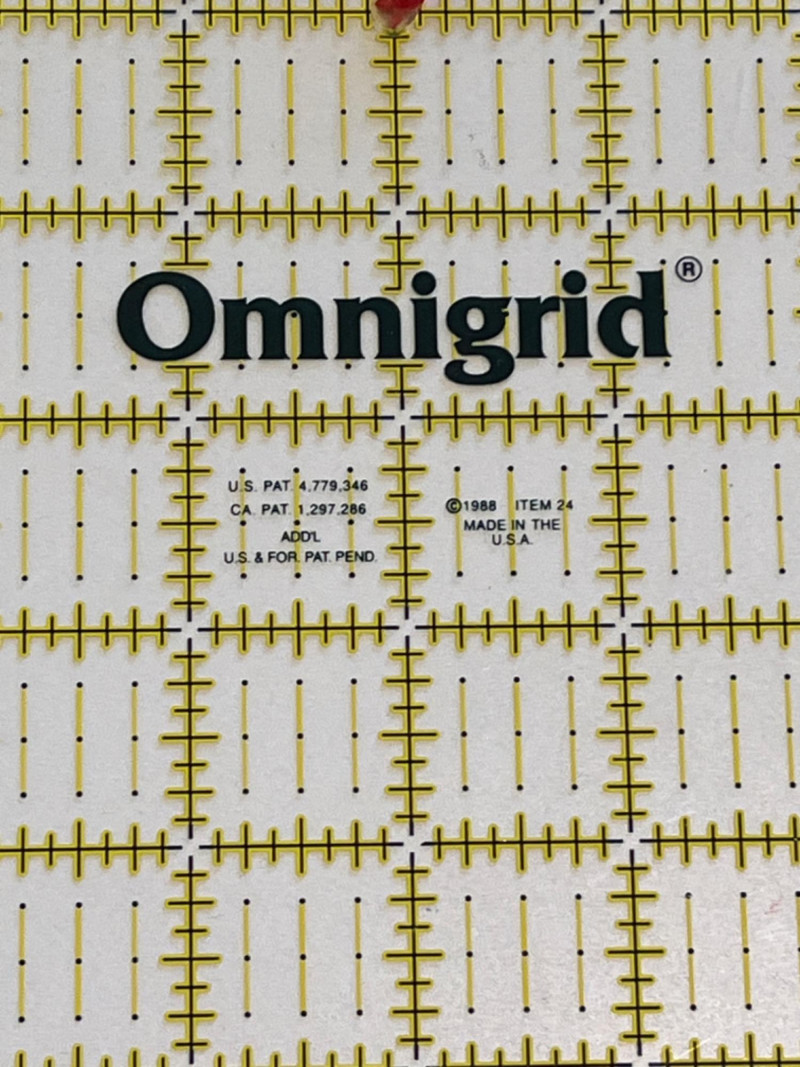 Omnigrid®
U.S. PAT. 4,779,346
CA. PAT. 1,297,286
ADD'L
U.S. & FOR. PAT. PEND.
©1988 ITEM 24
MADE IN THE
U.S.A.